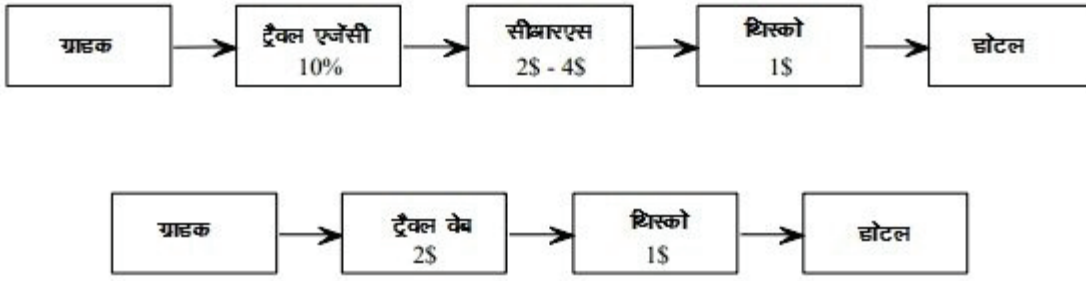 ग्राहक
ट्रैवल एजेंसी
10%
सीआरएस
2$ - 4$
थिस्को
1$
होटल
ग्राहक
ट्रैवल वेब
2$
थिस्को
1$
होटल